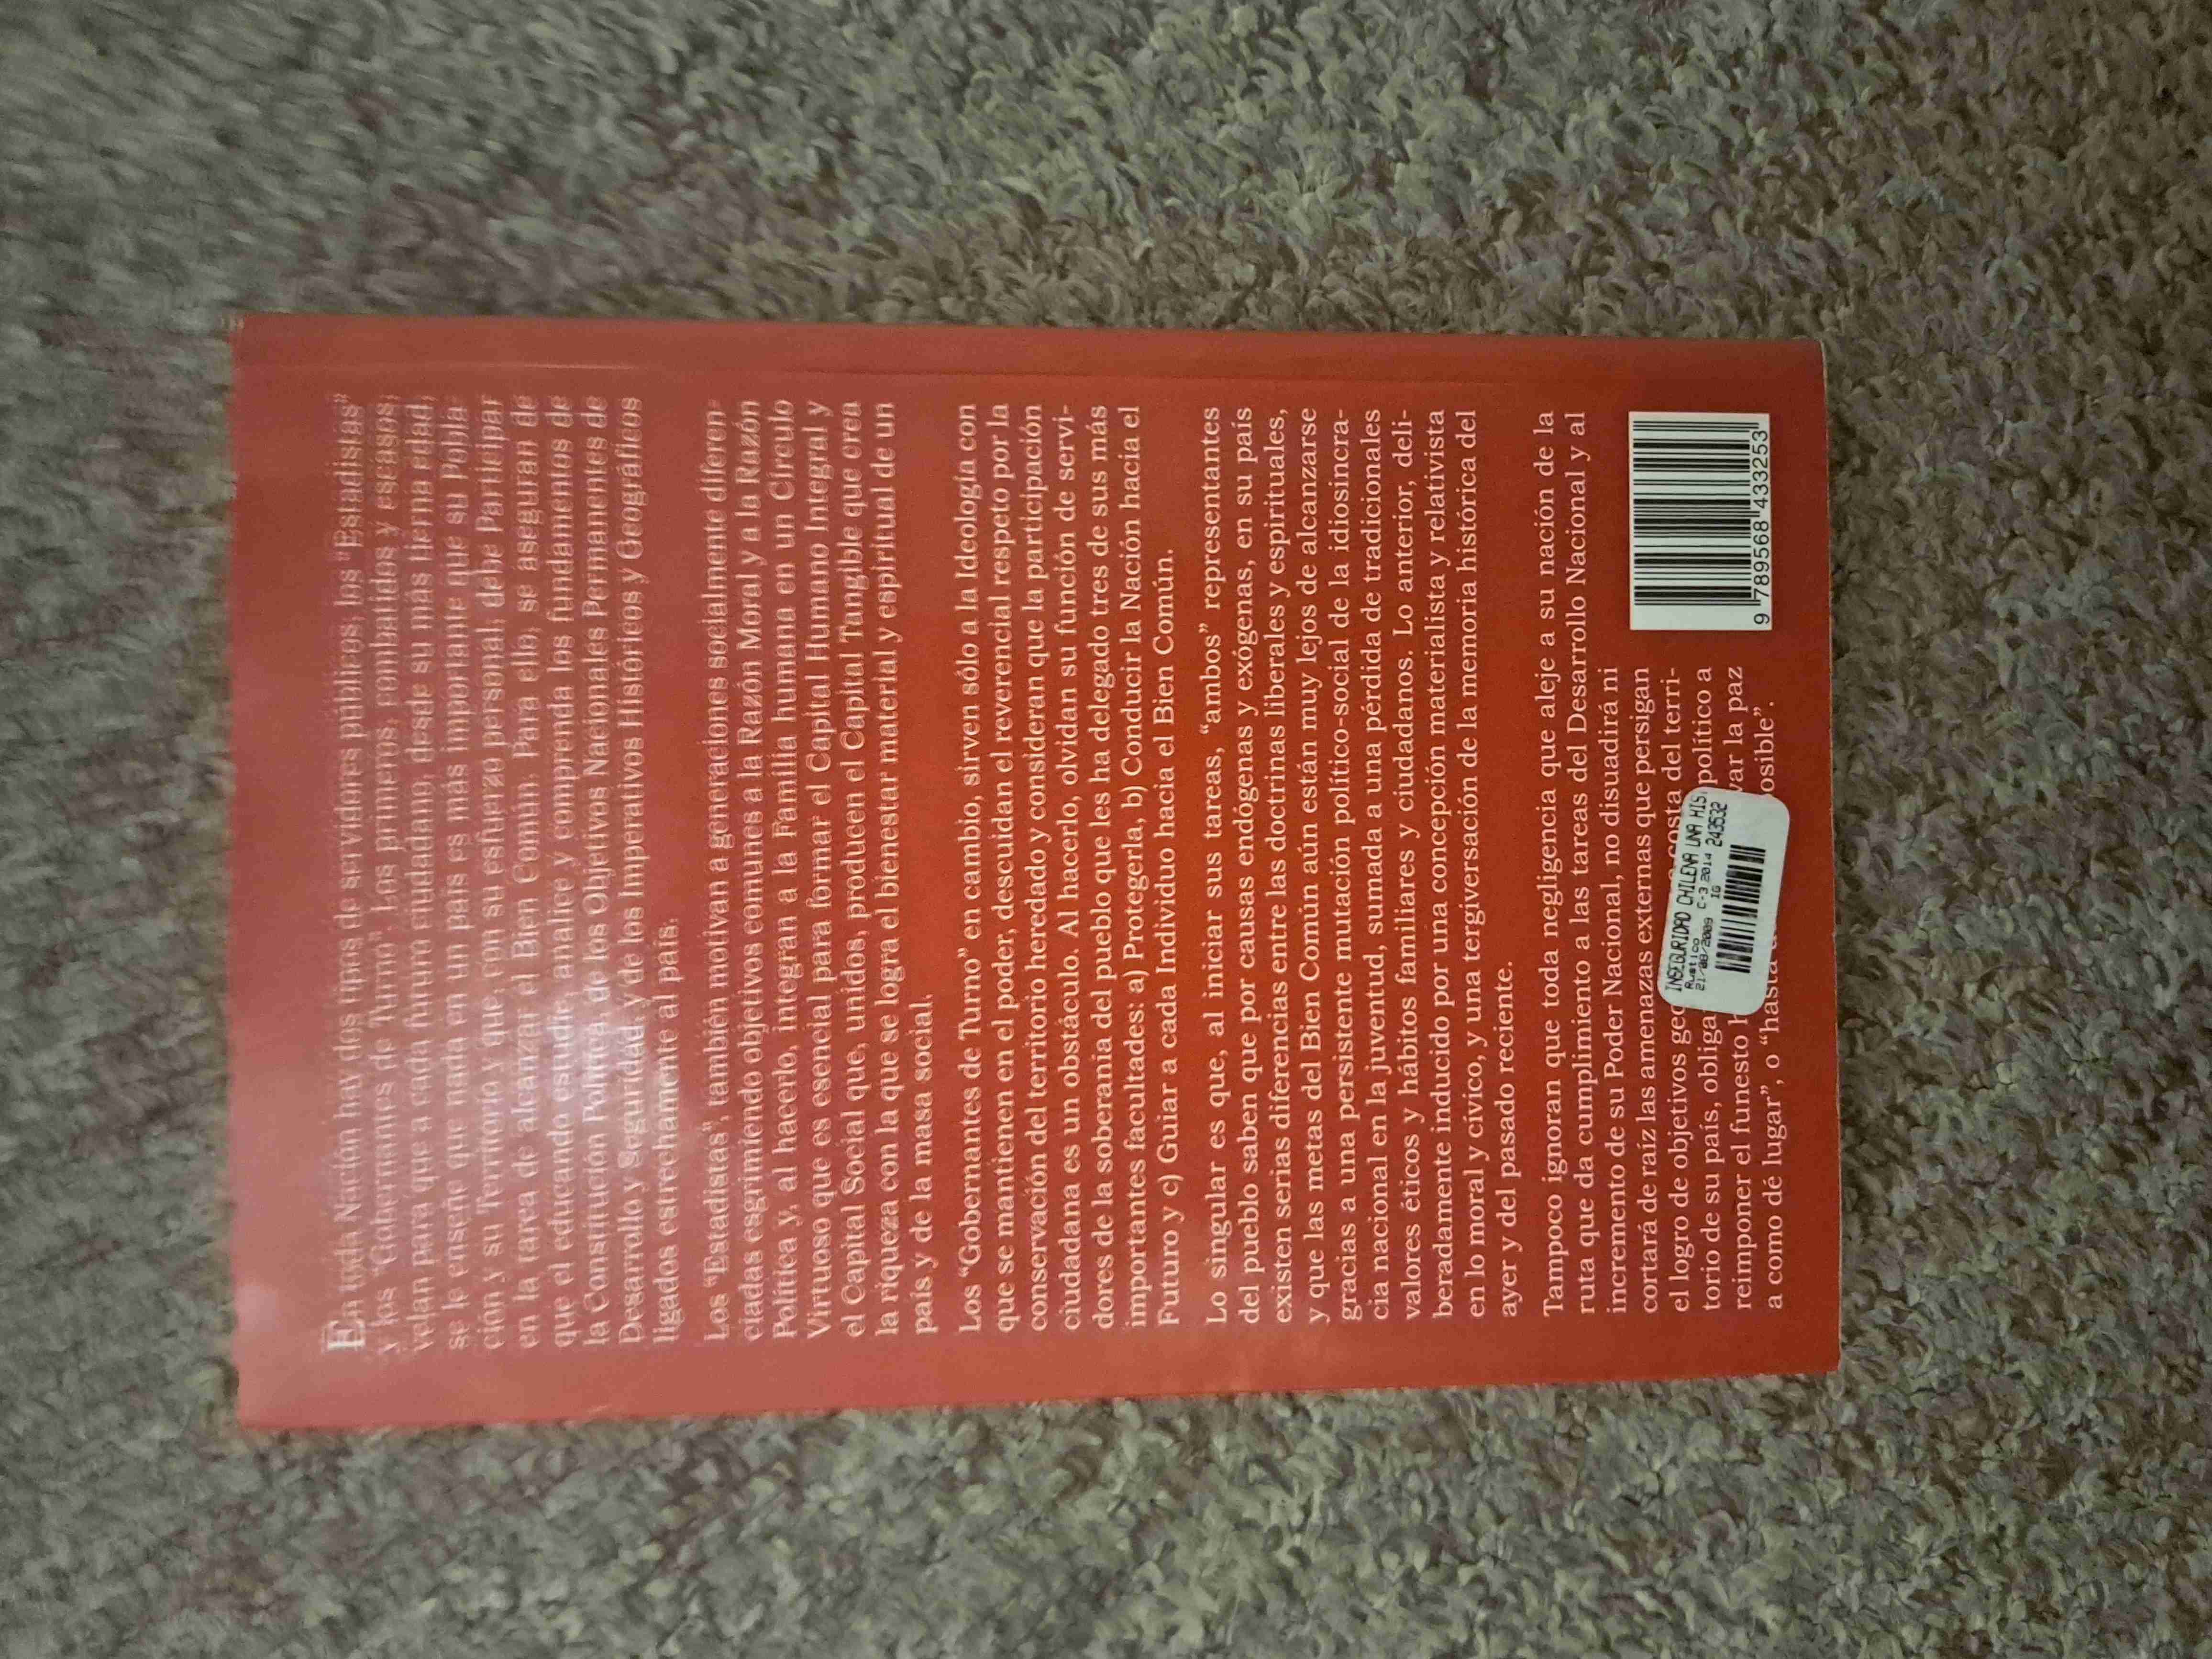 En toda Nación hay dos tipos de servidores públicos, los "Estadistas"
y los "Gobernantes de Turno". Los primeros, combatidos y escasos,
velan para que a cada futuro ciudadano, desde su más tierna edad,
se le enseñe que nada en un país es más importante que su Pobla-
ción y su Territorio y que, con su esfuerzo personal, debe Participar
en la tarea de alcanzar el Bien Común. Para ello, se aseguran de
que el educando estudie, analice y comprenda los fundamentos de
la Constitución Política, de los Objetivos Nacionales Permanentes de
Desarrollo y Seguridad, y de los Imperativos Históricos y Geográficos
ligados estrechamente al país.
Los "Estadistas", también motivan a generaciones socialmente diferen-
ciadas esgrimiendo objetivos comunes a la Razón Moral y a la Razón
Política y, al hacerlo, integran a la Familia humana en un Círculo
Virtuoso que es esencial para formar el Capital Humano Integral y
el Capital Social que, unidos, producen el Capital Tangible que crea
la riqueza con la que se logra el bienestar material y espiritual de un
país y de la masa social.
Los "Gobernantes de Turno" en cambio, sirven sólo a la Ideología con
que se mantienen en el poder, descuidan el reverencial respeto por la
conservación del territorio heredado y consideran que la participación
ciudadana es un obstáculo. Al hacerlo, olvidan su función de servi-
dores de la soberanía del pueblo que les ha delegado tres de sus más
importantes facultades: a) Protegerla, b) Conducir la Nación hacia el
Futuro y c) Guiar a cada Individuo hacia el Bien Común.
Lo singular es que, al iniciar sus tareas, "ambos" representantes
del pueblo saben que por causas endógenas y exógenas, en su país
existen serias diferencias entre las doctrinas liberales y espirituales,
y que las metas del Bien Común aún están muy lejos de alcanzarse
gracias a una persistente mutación político-social de la idiosincra-
cia nacional en la juventud, sumada a una pérdida de tradicionales
valores éticos y hábitos familiares y ciudadanos. Lo anterior, deli-
beradamente inducido por una concepción materialista y relativista
en lo moral y cívico, y una tergiversación de la memoria histórica del
ayer y del pasado reciente.
Tampoco ignoran que toda negligencia que aleje a su nación de la
ruta que da cumplimiento a las tareas del Desarrollo Nacional y al
incremento de su Poder Nacional, no disuadirá ni
cortará de raíz las amenazas externas que persigan
el logro de objetivos geo costa del terri-
torio de su país, obliga político a
reimponer el funesto var la paz
a como dé lugar", o "hasta osible".
9 789568 433253
INSEGURIDAD CHILENA UNA HIS
Rustico
21/08/2009 C-3 2014 243532
IG